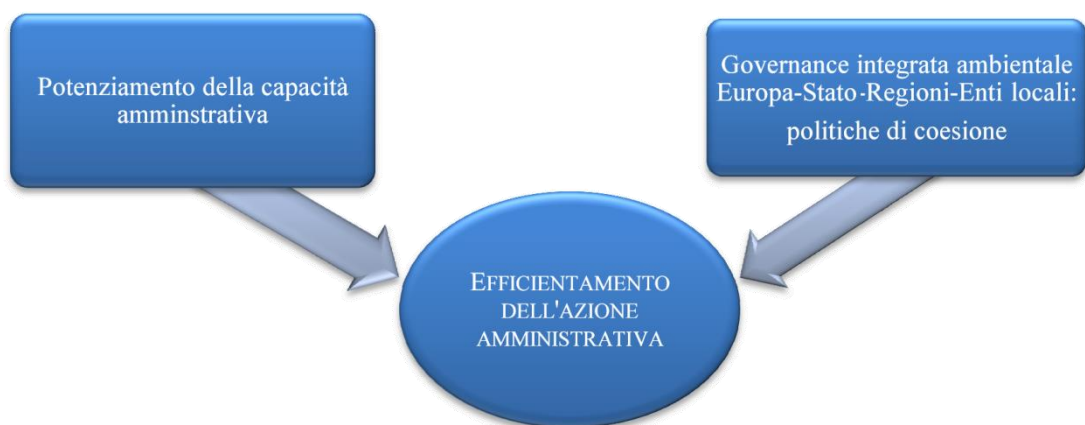 Potenziamento della capacità
amminstrativa
Governance integrata ambientale
Europa-Stato-Regioni-Enti locali:
politiche di coesione
EFFICIENTAMENTO
DELL'AZIONE
AMMINISTRATIVA